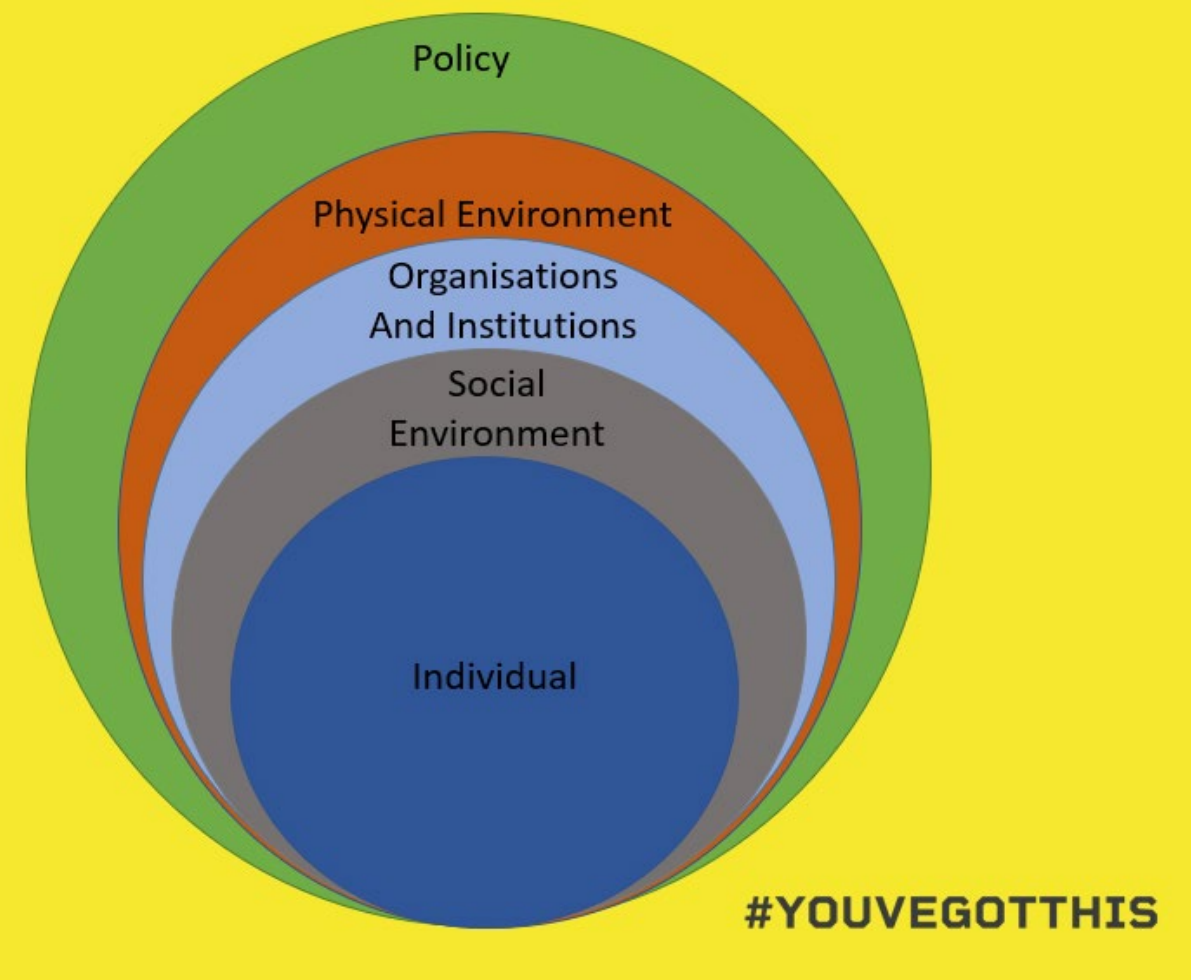 Policy
Physical Environment
Organisations
And Institutions
Social
Environment
Individual
#YOUVEGOTTHIS